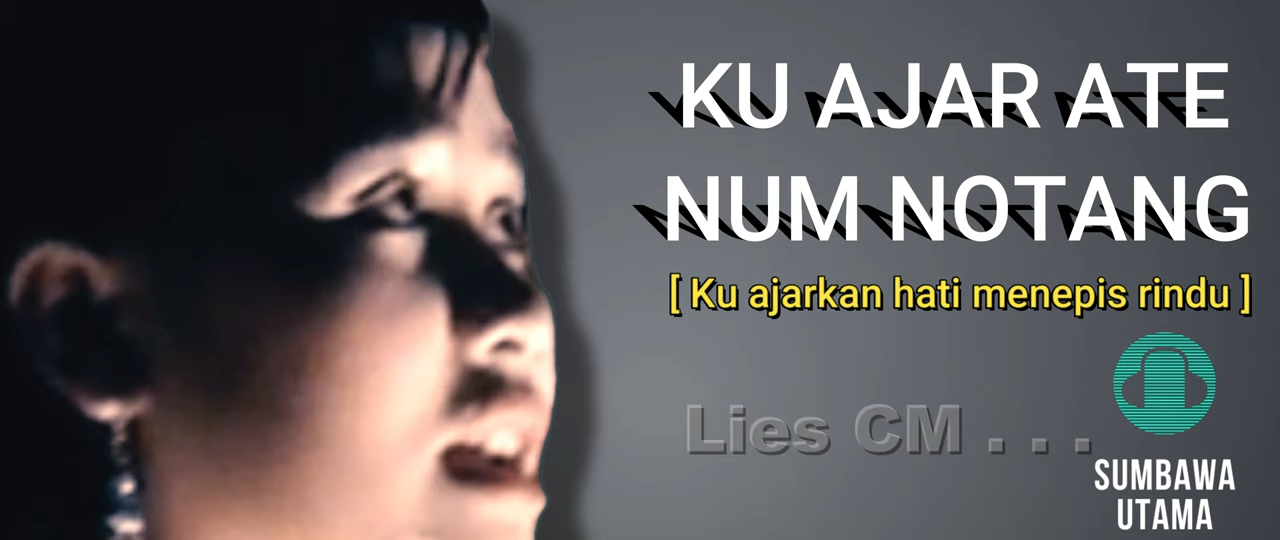 KU AJAR ATE
NUM NOTANG
[ Ku ajarkan hati menepis rindu ]
Lies CM . . .
SUMBAWA
UTAMA